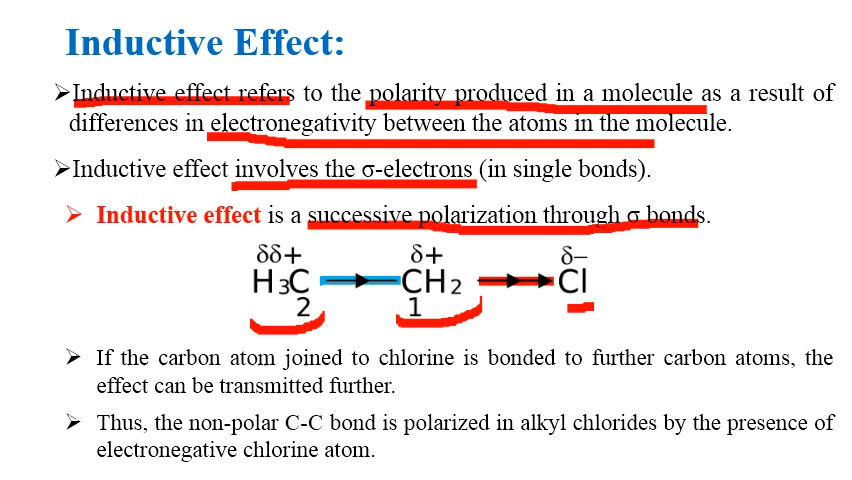 Inductive Effect:
➢Inductive effect refers to the polarity produced in a molecule as a result of
differences in electronegativity between the atoms in the molecule.
➢Inductive effect involves the σ-electrons (in single bonds).
➢ Inductive effect is a successive polarization through σ bonds.
δδ+ δ+ δ–
H3C CH2 Cl
2 1
➢ If the carbon atom joined to chlorine is bonded to further carbon atoms, the
effect can be transmitted further.
➢ Thus, the non-polar C-C bond is polarized in alkyl chlorides by the presence of
electronegative chlorine atom.